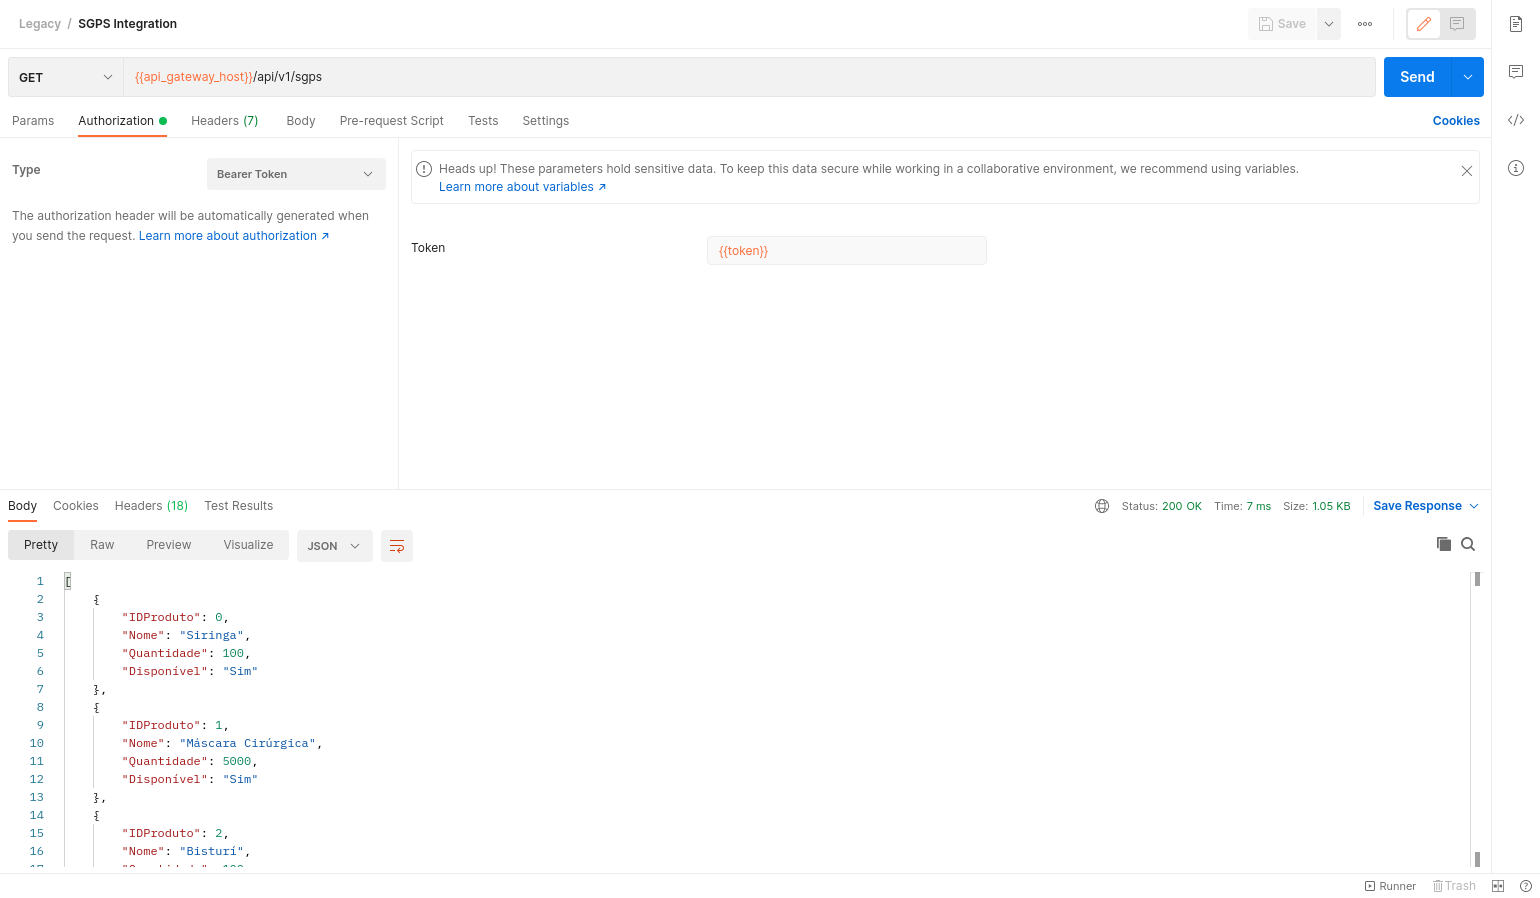 Legacy / SGPS Integration
Save
GET
{{api_gateway_host}}/api/v1/sgps
Send
Params Authorization Headers (7) Body Pre-request Script Tests Settings Cookies
Type
Bearer Token
The authorization header will be automatically generated when
you send the request. Learn more about authorization ↗
Heads up! These parameters hold sensitive data. To keep this data secure while working in a collaborative environment, we recommend using variables.
Learn more about variables ↗
Token
{{token}}
Body Cookies Headers (18) Test Results
Status: 200 OK Time: 7 ms Size: 1.05 KB Save Response
Pretty Raw Preview Visualize JSON
1 [
2 {
3 "IDProduto": 0,
4 "Nome": "Siringa",
5 "Quantidade": 100,
6 "Disponível": "Sim"
7 },
8 {
9 "IDProduto": 1,
10 "Nome": "Máscara Cirúrgica",
11 "Quantidade": 5000,
12 "Disponível": "Sim"
13 },
14 {
15 "IDProduto": 2,
16 "Nome": "Bisturí",
Runner Trash